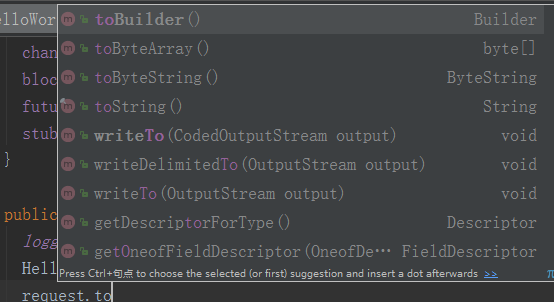 elloWor
chan
bloc
futu
stub
}
public
logg
Hell
request.to
toBuilder() Builder
toByteArray() byte[]
toByteString() ByteString
toString() String
writeTo(CodedOutputStream output) void
writeDelimitedTo(OutputStream output) void
writeTo(OutputStream output) void
getDescriptorForType() Descriptor
getOneofFieldDescriptor(OneofDe… FieldDescriptor
Press Ctrl+句点 to choose the selected (or first) suggestion and insert a dot afterwards >> π